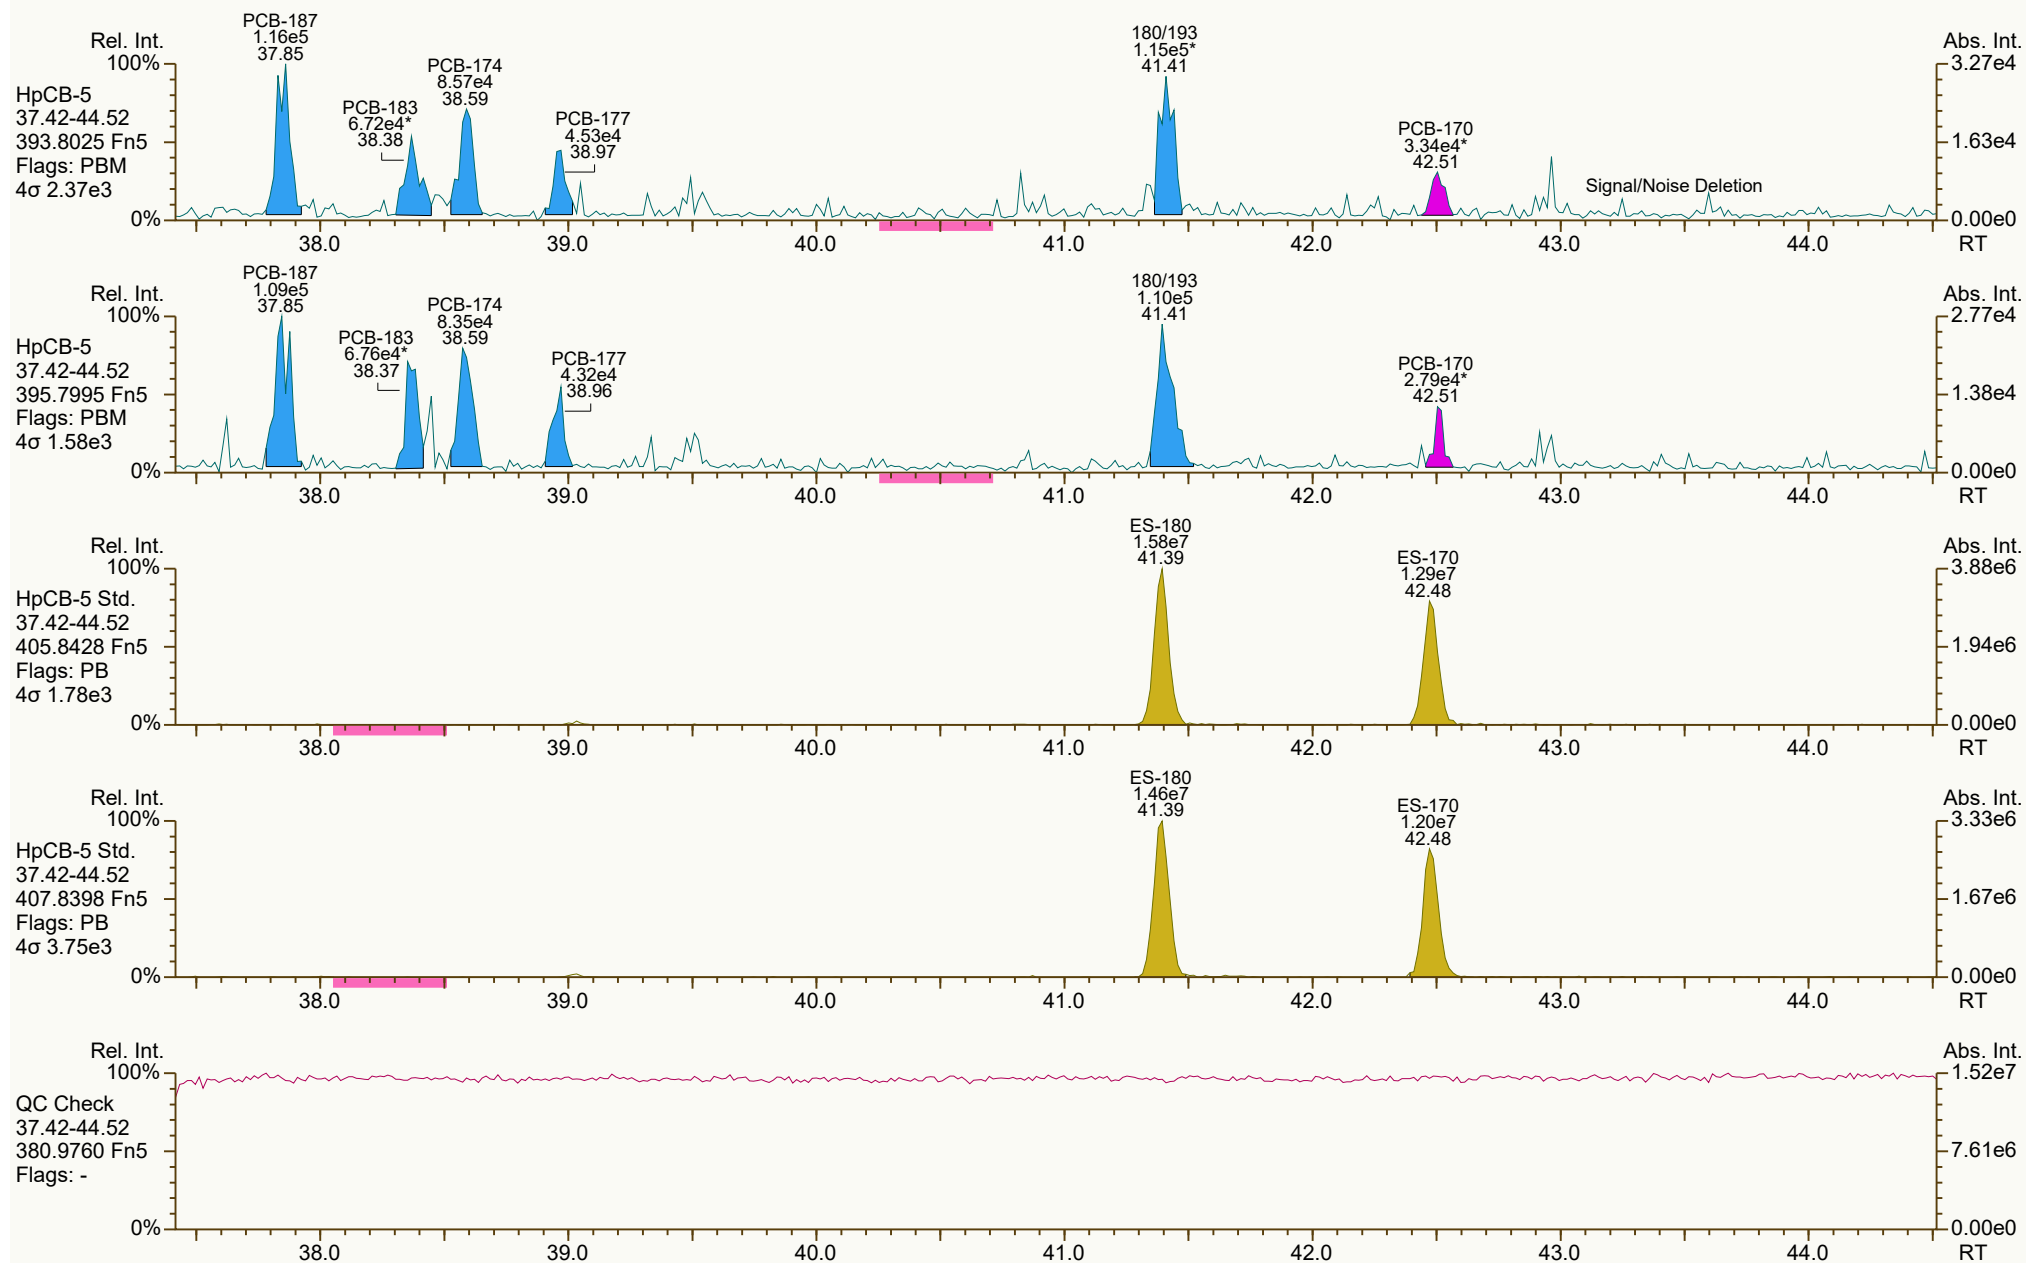 PCB-187
1.16e5
37.85
Rel. Int.
100%
0%
HpCB-5
37.42-44.52
393.8025 Fn5
Flags: PBM
4σ 2.37e3
PCB-183
6.72e4*
38.38
PCB-174
8.57e4
38.59
PCB-177
4.53e4
38.97
180/193
1.15e5*
41.41
PCB-170
3.34e4*
42.51
Signal/Noise Deletion
Abs. Int.
3.27e4
1.63e4
0.00e0
38.0 39.0 40.0 41.0 42.0 43.0 44.0 RT
PCB-187
1.09e5
37.85
Rel. Int.
100%
0%
HpCB-5
37.42-44.52
395.7995 Fn5
Flags: PBM
4σ 1.58e3
PCB-183
6.76e4*
38.37
PCB-174
8.35e4
38.59
PCB-177
4.32e4
38.96
180/193
1.10e5
41.41
PCB-170
2.79e4*
42.51
Abs. Int.
2.77e4
1.38e4
0.00e0
38.0 39.0 40.0 41.0 42.0 43.0 44.0 RT
Rel. Int.
100%
0%
HpCB-5 Std.
37.42-44.52
405.8428 Fn5
Flags: PB
4σ 1.78e3
ES-180
1.58e7
41.39
ES-170
1.29e7
42.48
Abs. Int.
3.88e6
1.94e6
0.00e0
38.0 39.0 40.0 41.0 42.0 43.0 44.0 RT
Rel. Int.
100%
0%
HpCB-5 Std.
37.42-44.52
407.8398 Fn5
Flags: PB
4σ 3.75e3
ES-180
1.46e7
41.39
ES-170
1.20e7
42.48
Abs. Int.
3.33e6
1.67e6
0.00e0
38.0 39.0 40.0 41.0 42.0 43.0 44.0 RT
Rel. Int.
100%
0%
QC Check
37.42-44.52
380.9760 Fn5
Flags: -
Abs. Int.
1.52e7
7.61e6
0.00e0
38.0 39.0 40.0 41.0 42.0 43.0 44.0 RT